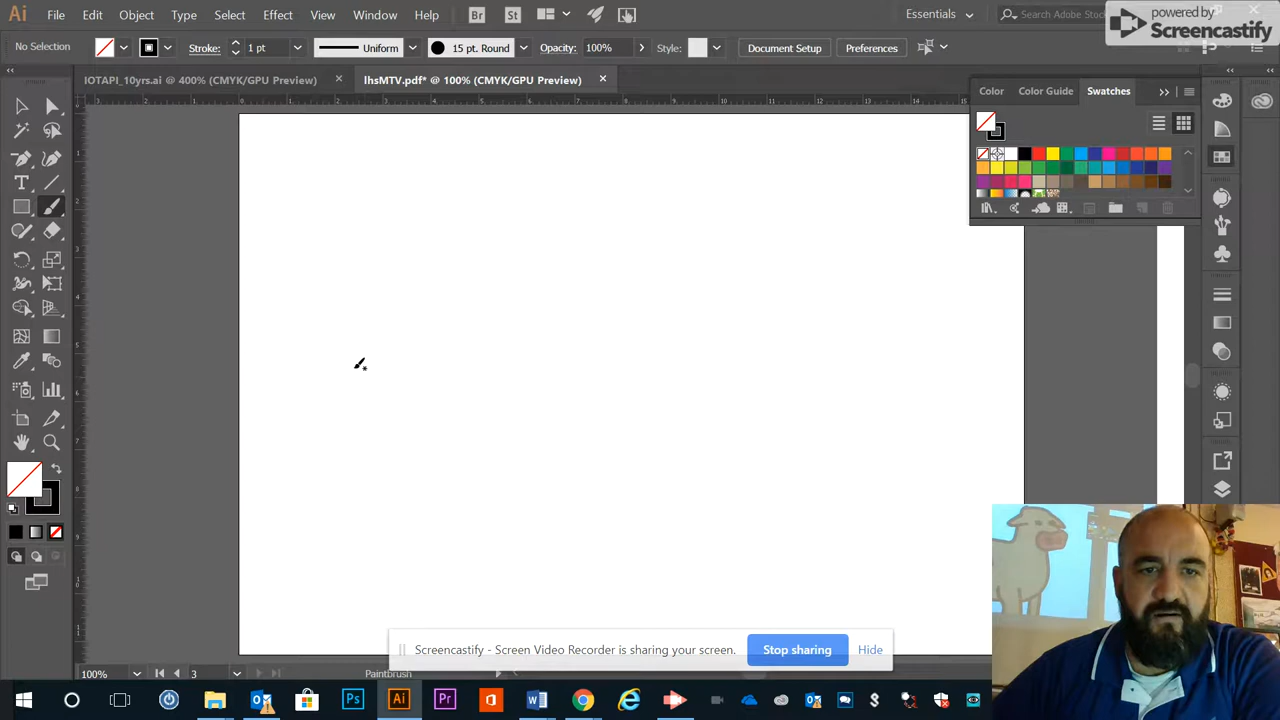 Ai File Edit Object Type Select Effect View Window Help Br St Essentials Search Adobe Stock
powered by
Screencastify
No Selection Stroke: 1 pt Uniform 15 pt. Round Opacity: 100% Style: Document Setup Preferences
IOTAPI_10yrs.ai @ 400% (CMYK/GPU Preview) lhsMTV.pdf* @ 100% (CMYK/GPU Preview)
Color Color Guide Swatches
Screencastify - Screen Video Recorder is sharing your screen. Stop sharing Hide
100% 3 Paintbrush
Ps Ai Pr